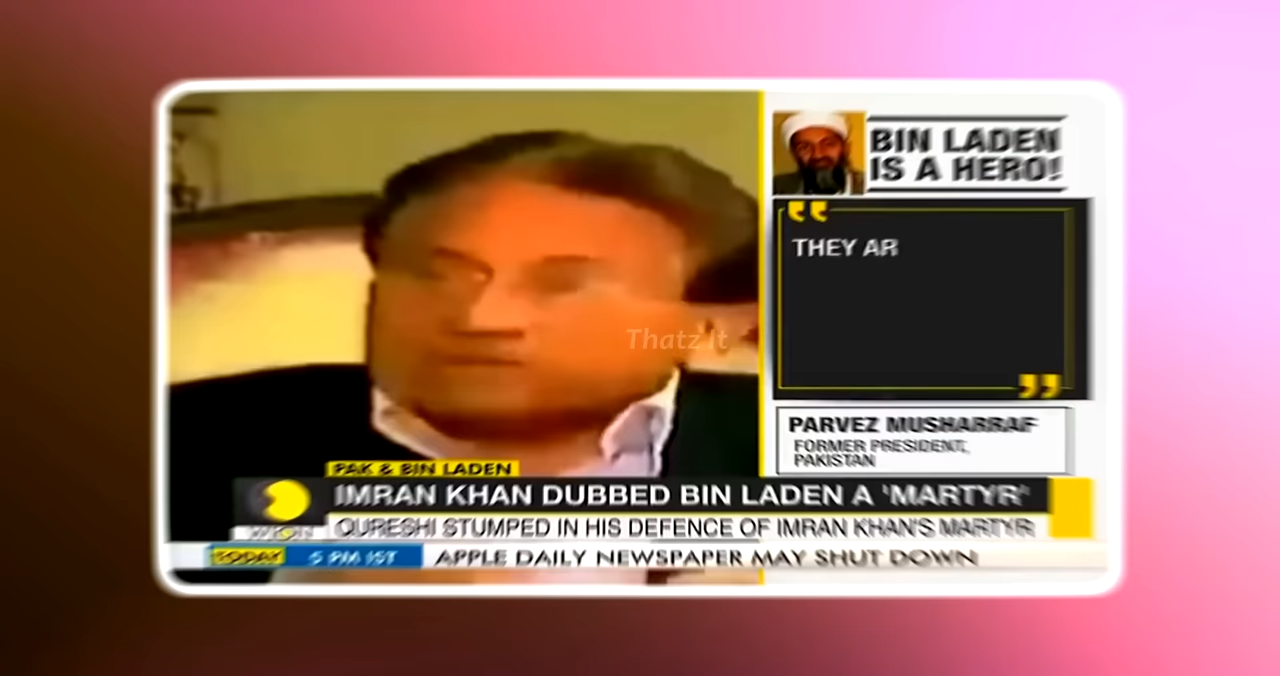 BIN LADEN
IS A HERO!
THEY AR
Thatz It
PARVEZ MUSHARRAF
FORMER PRESIDENT,
PAKISTAN
PAK & BIN LADEN
IMRAN KHAN DUBBED BIN LADEN A 'MARTYR'
WION
QURESHI STUMPED IN HIS DEFENCE OF IMRAN KHAN'S MARTYR
TODAY 5 PM IST APPLE DAILY NEWSPAPER MAY SHUT DOWN